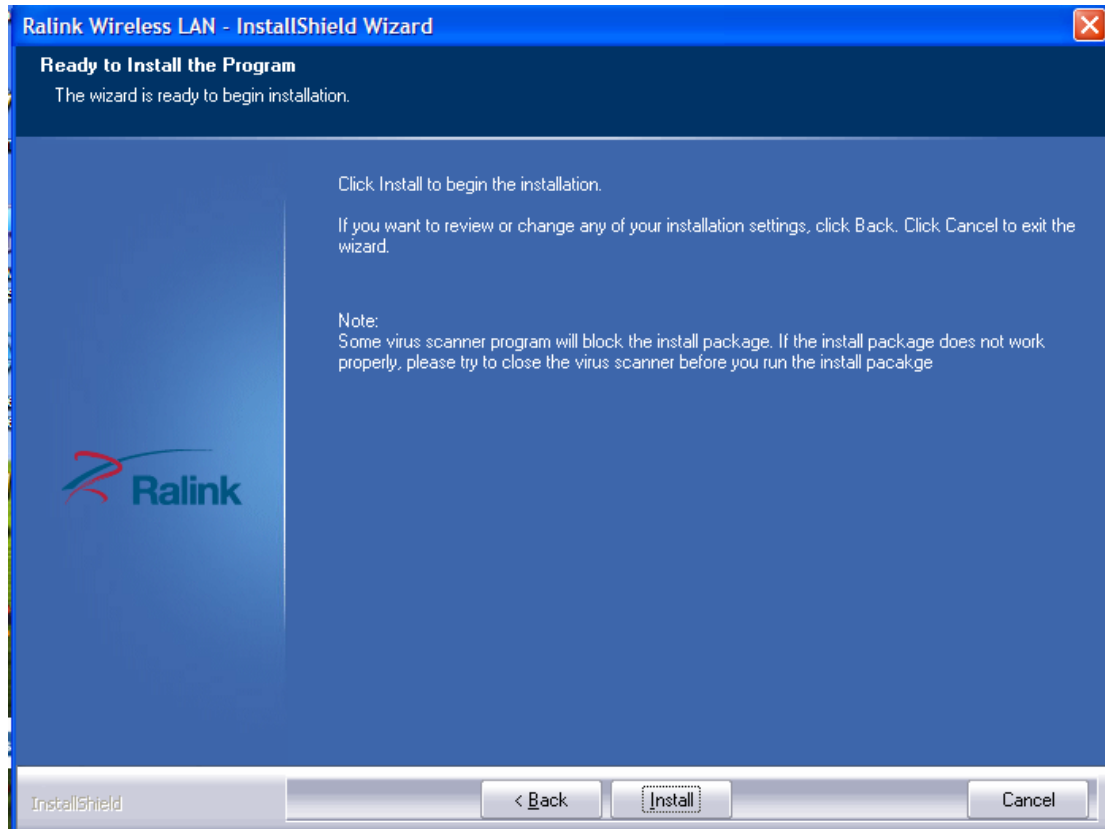 Ralink Wireless LAN - InstallShield Wizard
Ready to Install the Program
The wizard is ready to begin installation.
Click Install to begin the installation.
If you want to review or change any of your installation settings, click Back. Click Cancel to exit the
wizard.
Note:
Some virus scanner program will block the install package. If the install package does not work
properly, please try to close the virus scanner before you run the install pacakge
Ralink
InstallShield
< Back
Install
Cancel